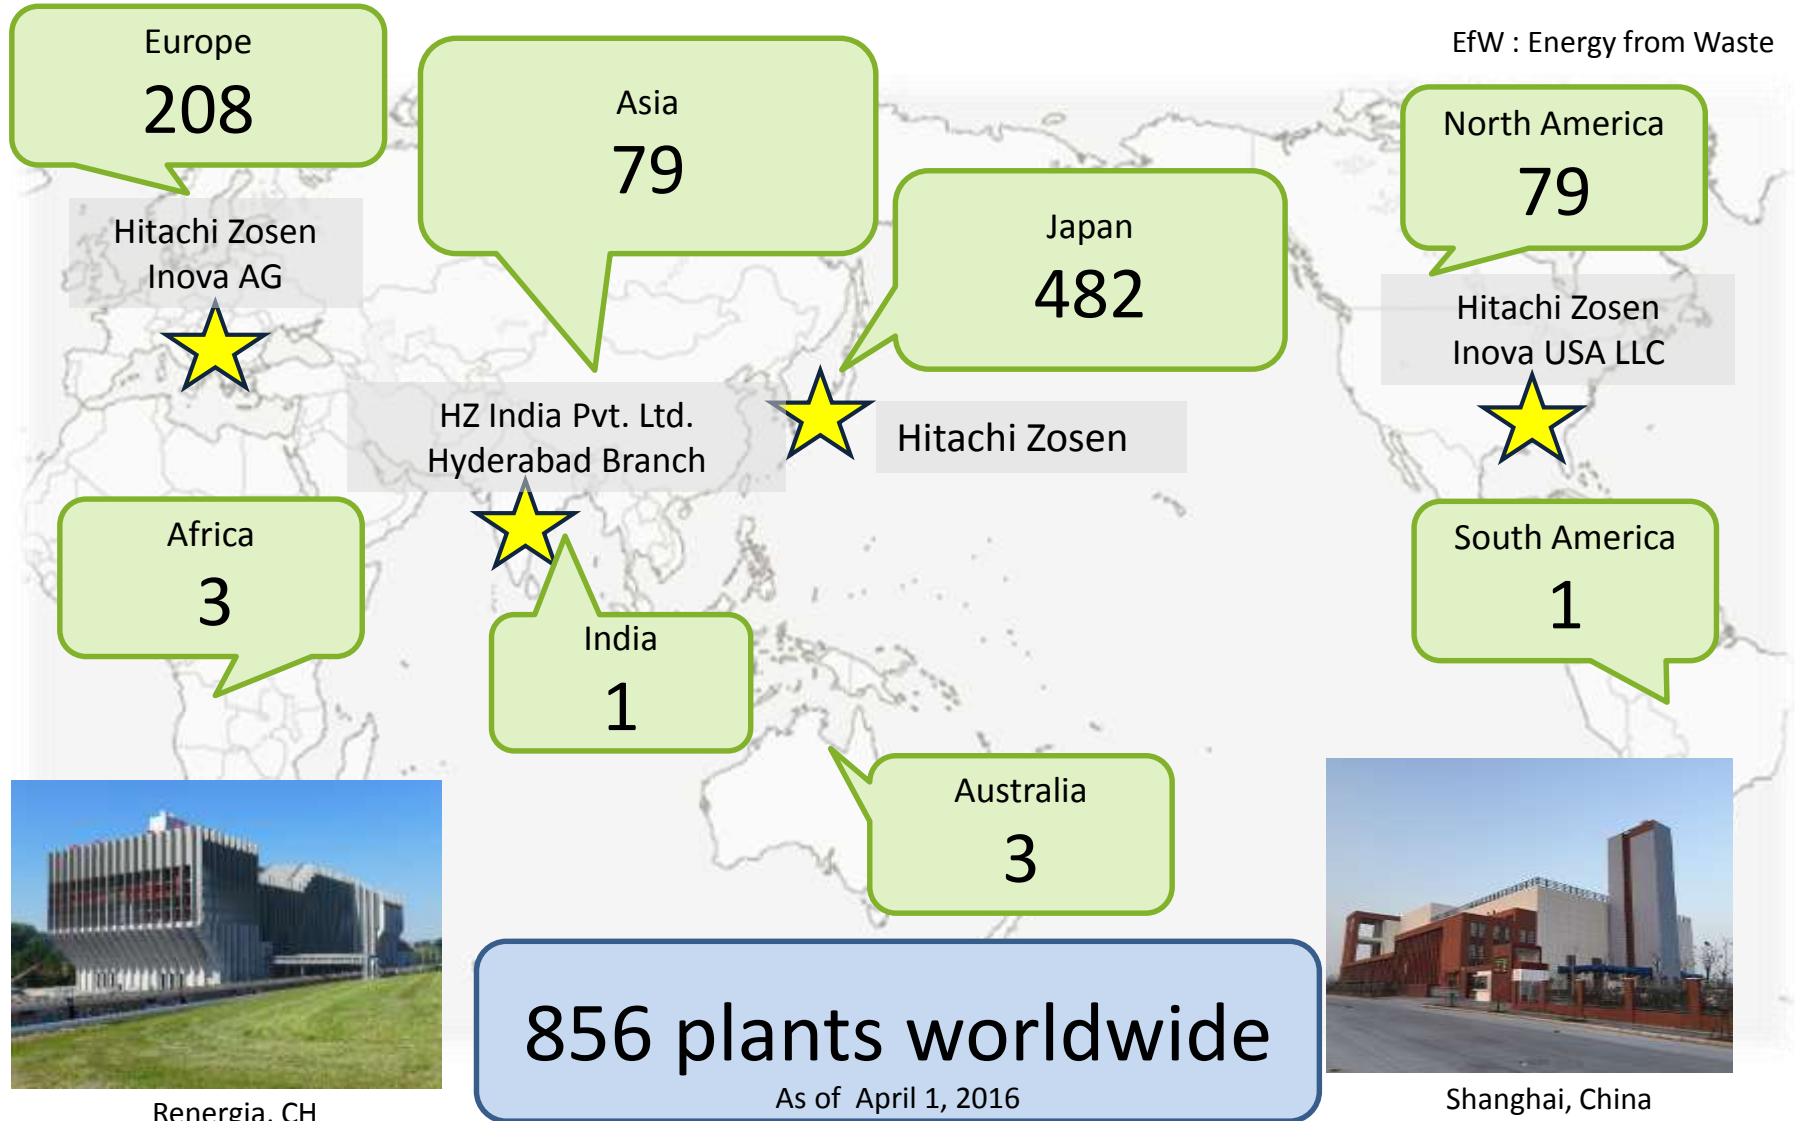 EfW : Energy from Waste
Europe
208
Asia
79
North America
79
Japan
482
Hitachi Zosen
Inova AG
Hitachi Zosen
Inova USA LLC
HZ India Pvt. Ltd.
Hyderabad Branch
Hitachi Zosen
Africa
3
South America
1
India
1
Australia
3
856 plants worldwide
As of April 1, 2016
Renergia, CH
Shanghai, China